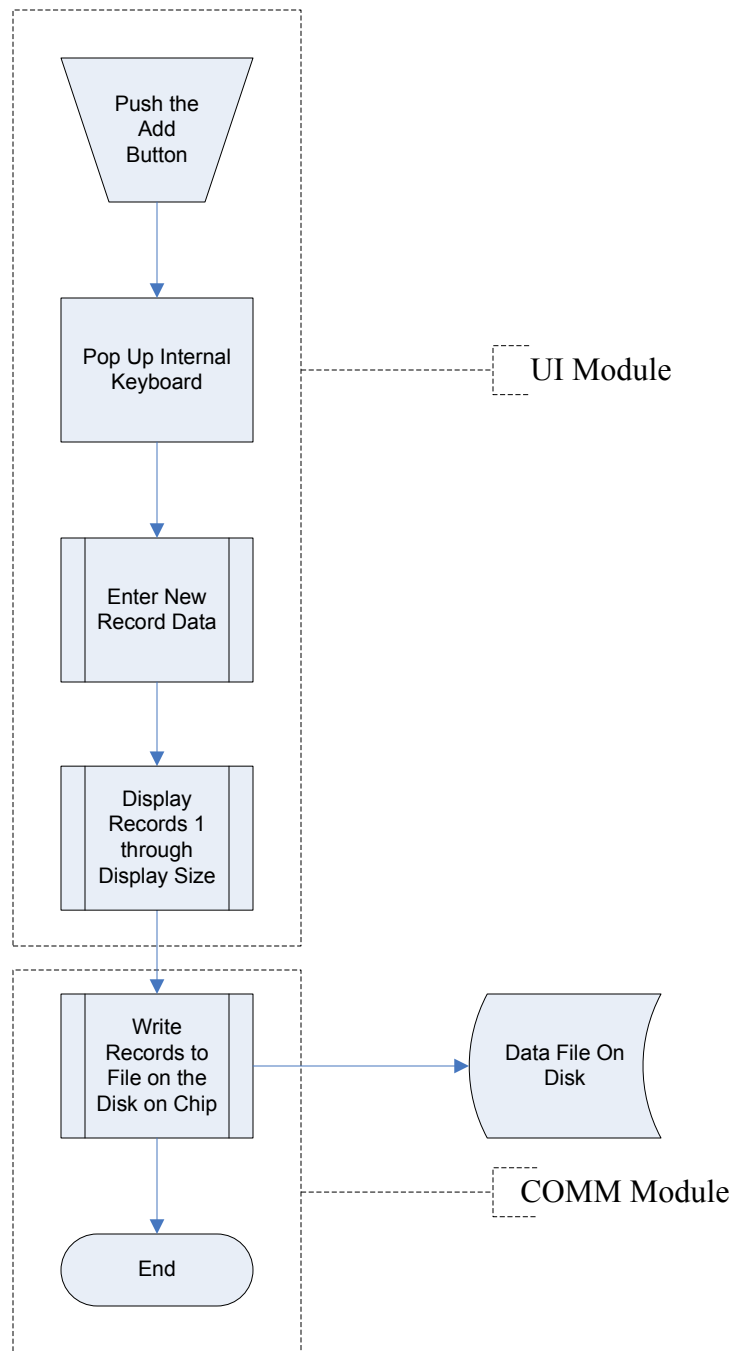 Push the
Add
Button
Pop Up Internal
Keyboard
UI Module
Enter New
Record Data
Display
Records 1
through
Display Size
Write
Records to
File on the
Disk on Chip
Data File On
Disk
COMM Module
End